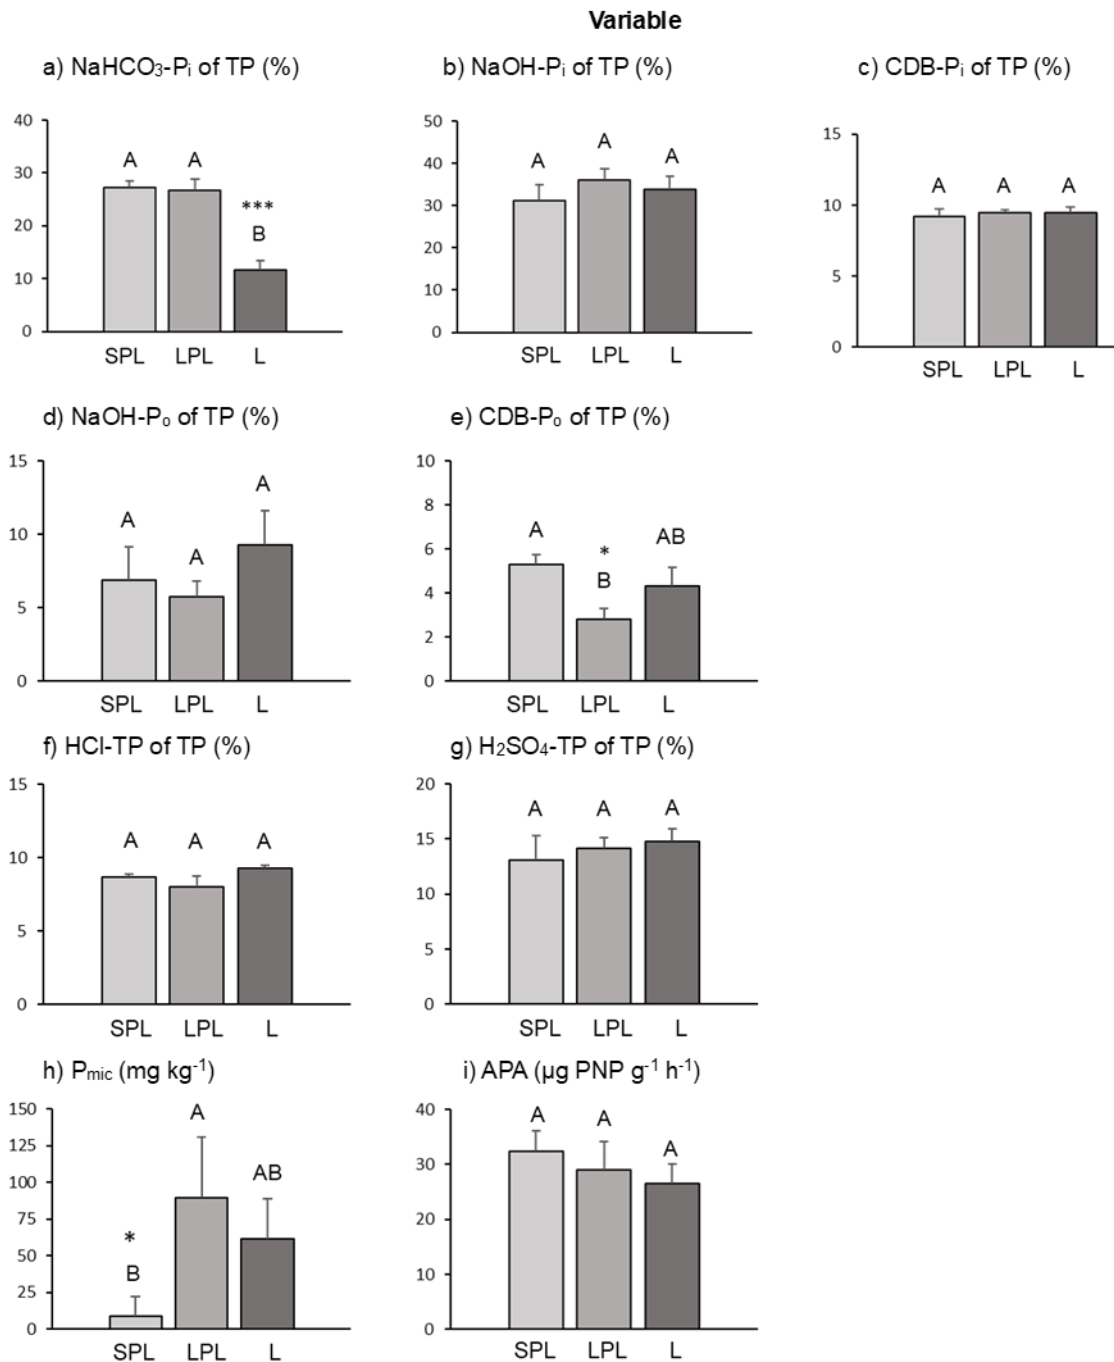 Variable
a) NaHCO₃-Pᵢ of TP (%)
b) NaOH-Pᵢ of TP (%)
c) CDB-Pᵢ of TP (%)
40
30
20
10
0
A
A
***
B
SPL
LPL
L
50
40
30
20
10
0
A
A
A
SPL
LPL
L
15
10
5
0
A
A
A
SPL
LPL
L
d) NaOH-Pₒ of TP (%)
e) CDB-Pₒ of TP (%)
15
10
5
0
A
A
A
SPL
LPL
L
10
8
6
4
2
0
A
*
B
AB
SPL
LPL
L
f) HCl-TP of TP (%)
g) H₂SO₄-TP of TP (%)
15
10
5
0
A
A
A
SPL
LPL
L
20
15
10
5
0
A
A
A
SPL
LPL
L
h) Pmic (mg kg⁻¹)
i) APA (µg PNP g⁻¹ h⁻¹)
150
125
100
75
50
25
0
*
B
A
AB
SPL
LPL
L
40
30
20
10
0
A
A
A
SPL
LPL
L